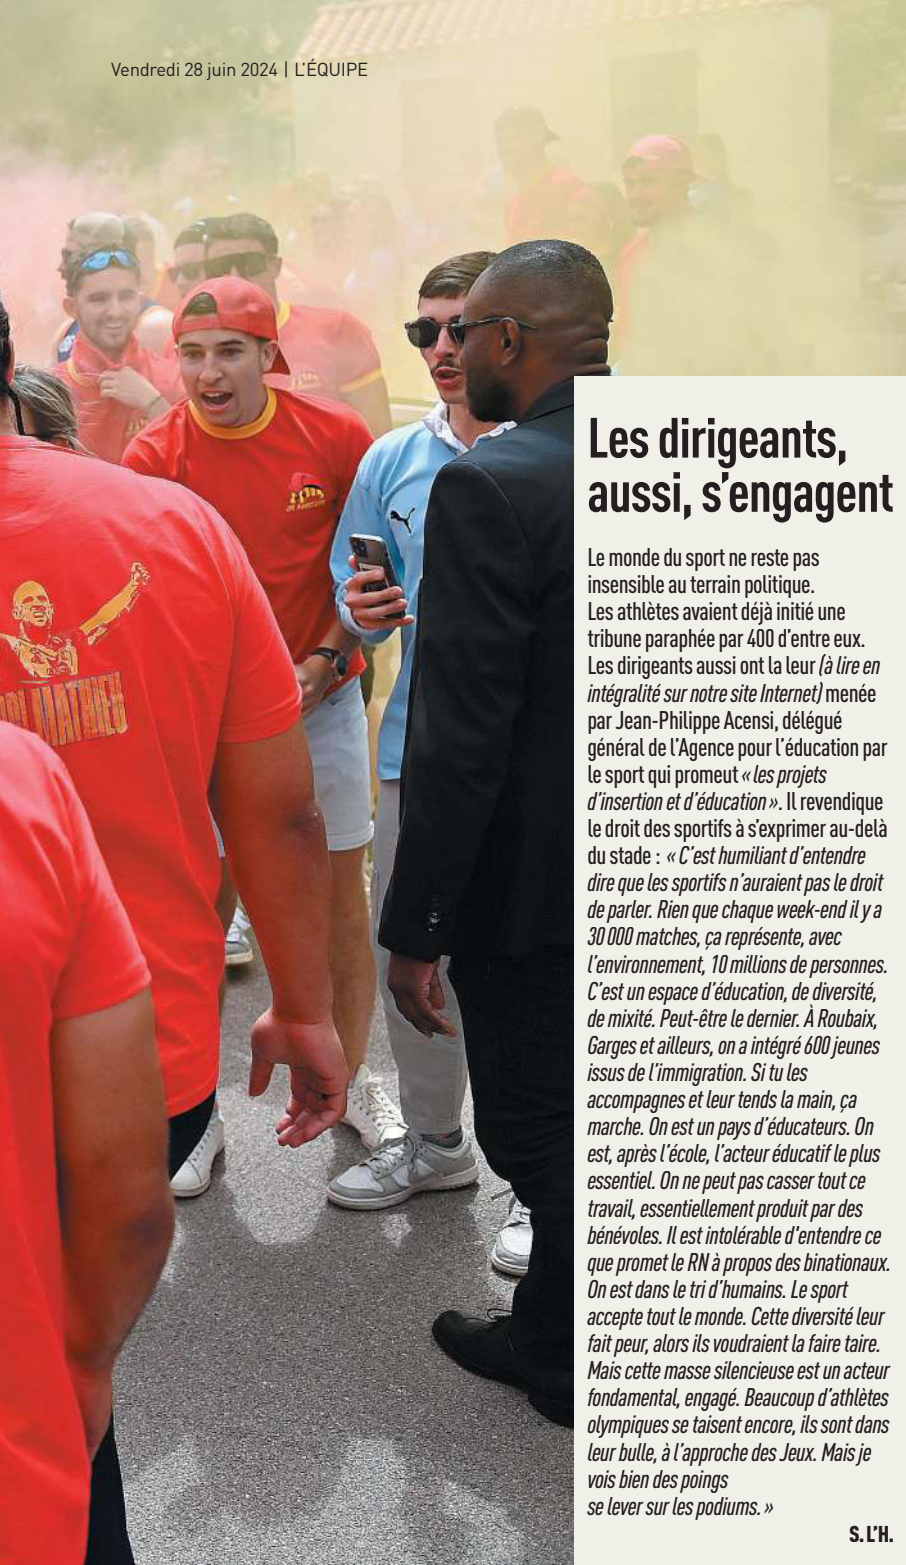 Vendredi 28 juin 2024 | L'ÉQUIPE
Les dirigeants,
aussi, s'engagent
Le monde du sport ne reste pas
insensible au terrain politique.
Les athlètes avaient déjà initié une
tribune paraphée par 400 d'entre eux.
Les dirigeants aussi ont la leur (à lire en
intégralité sur notre site Internet) menée
par Jean-Philippe Acensi, délégué
général de l'Agence pour l'éducation par
le sport qui promeut « les projets
d'insertion et d'éducation ». Il revendique
le droit des sportifs à s'exprimer au-delà
du stade : « C'est humiliant d'entendre
dire que les sportifs n'auraient pas le droit
de parler. Rien que chaque week-end il y a
30 000 matches, ça représente, avec
l'environnement, 10 millions de personnes.
C'est un espace d'éducation, de diversité,
de mixité. Peut-être le dernier. À Roubaix,
Garges et ailleurs, on a intégré 600 jeunes
issus de l'immigration. Si tu les
accompagnes et leur tends la main, ça
marche. On est un pays d'éducateurs. On
est, après l'école, l'acteur éducatif le plus
essentiel. On ne peut pas casser tout ce
travail, essentiellement produit par des
bénévoles. Il est intolérable d'entendre ce
que promet le RN à propos des binationaux.
On est dans le tri d'humains. Le sport
accepte tout le monde. Cette diversité leur
fait peur, alors ils voudraient la faire taire.
Mais cette masse silencieuse est un acteur
fondamental, engagé. Beaucoup d'athlètes
olympiques se taisent encore, ils sont dans
leur bulle, à l'approche des Jeux. Mais je
vois bien des poings
se lever sur les podiums. »
S. L'H.